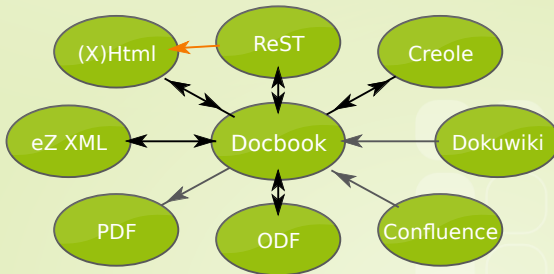 ReST
(X)Html
Creole
eZ XML
Docbook
Dokuwiki
PDF
ODF
Confluence